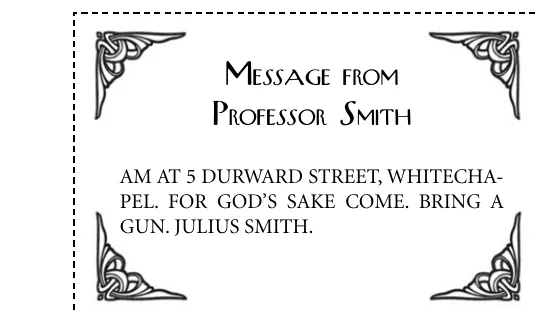 Message from
Professor Smith
AM AT 5 DURWARD STREET, WHITECHA-
PEL. FOR GOD'S SAKE COME. BRING A
GUN. JULIUS SMITH.